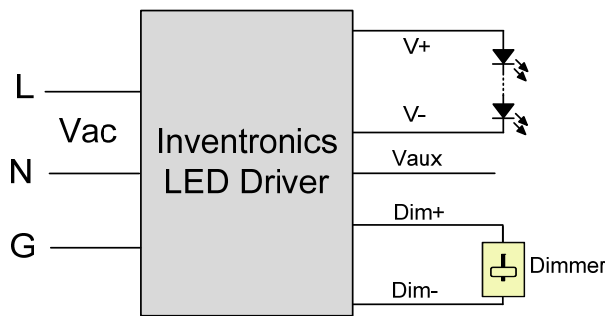 L
Vac
N
G
Inventronics
LED Driver
V+
V-
Vaux
Dim+
Dim-
Dimmer